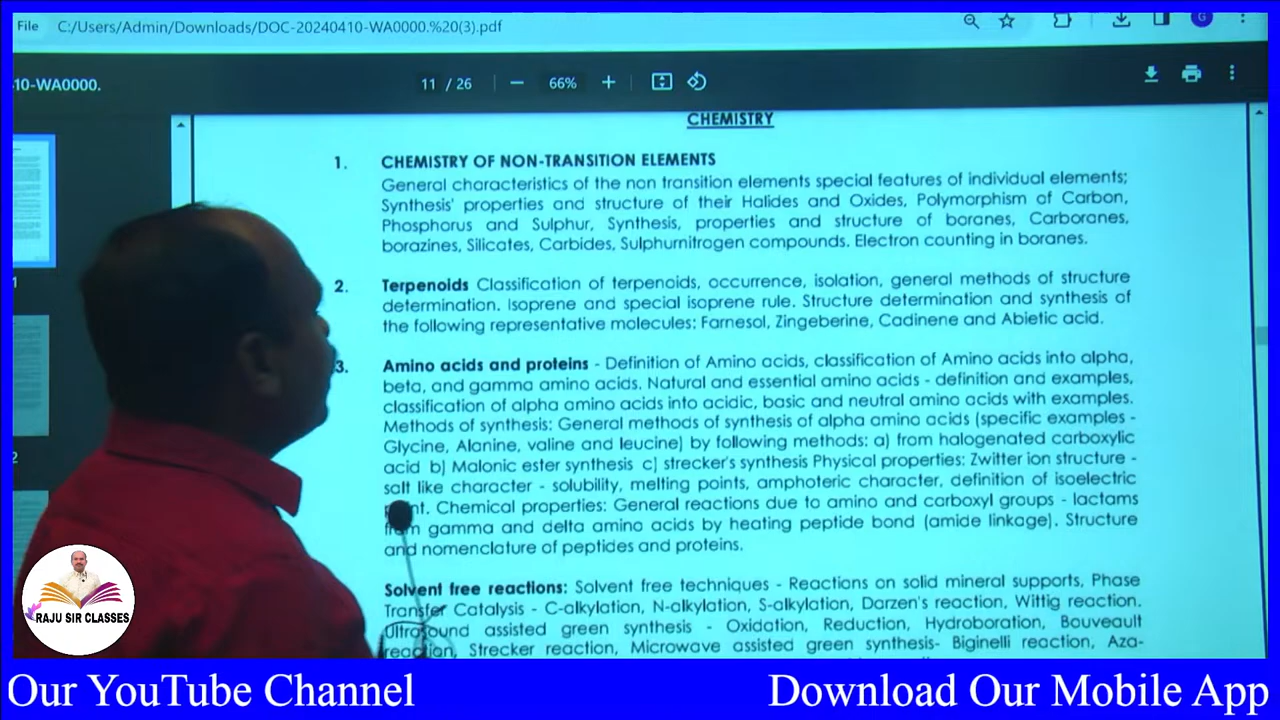 File C:/Users/Admin/Downloads/DOC-20240410-WA0000.%20(3).pdf
G
10-WA0000.
11 / 26
66%
CHEMISTRY
1. CHEMISTRY OF NON-TRANSITION ELEMENTS
General characteristics of the non transition elements special features of individual elements;
Synthesis' properties and structure of their Halides and Oxides, Polymorphism of Carbon,
Phosphorus and Sulphur, Synthesis, properties and structure of boranes, Carboranes,
borazines, Silicates, Carbides, Sulphurnitrogen compounds. Electron counting in boranes.
2. Terpenoids Classification of terpenoids, occurrence, isolation, general methods of structure
determination. Isoprene and special isoprene rule. Structure determination and synthesis of
the following representative molecules: Farnesol, Zingeberine, Cadinene and Abietic acid.
3. Amino acids and proteins - Definition of Amino acids, classification of Amino acids into alpha,
beta, and gamma amino acids. Natural and essential amino acids - definition and examples,
classification of alpha amino acids into acidic, basic and neutral amino acids with examples.
Methods of synthesis: General methods of synthesis of alpha amino acids (specific examples -
Glycine, Alanine, valine and leucine) by following methods: a) from halogenated carboxylic
acid b) Malonic ester synthesis c) strecker's synthesis Physical properties: Zwitter ion structure -
salt like character - solubility, melting points, amphoteric character, definition of isoelectric
Chemical properties: General reactions due to amino and carboxyl groups - lactams
from gamma and delta amino acids by heating peptide bond (amide linkage). Structure
and nomenclature of peptides and proteins.
Solvent free reactions: Solvent free techniques - Reactions on solid mineral supports, Phase
Transfer Catalysis - C-alkylation, N-alkylation, S-alkylation, Darzen's reaction, Wittig reaction.
Ultrasound assisted green synthesis - Oxidation, Reduction, Hydroboration, Bouveault
reaction, Strecker reaction, Microwave assisted green synthesis- Biginelli reaction, Aza-
1
2
RAJU SIR CLASSES
Our YouTube Channel
Download Our Mobile App